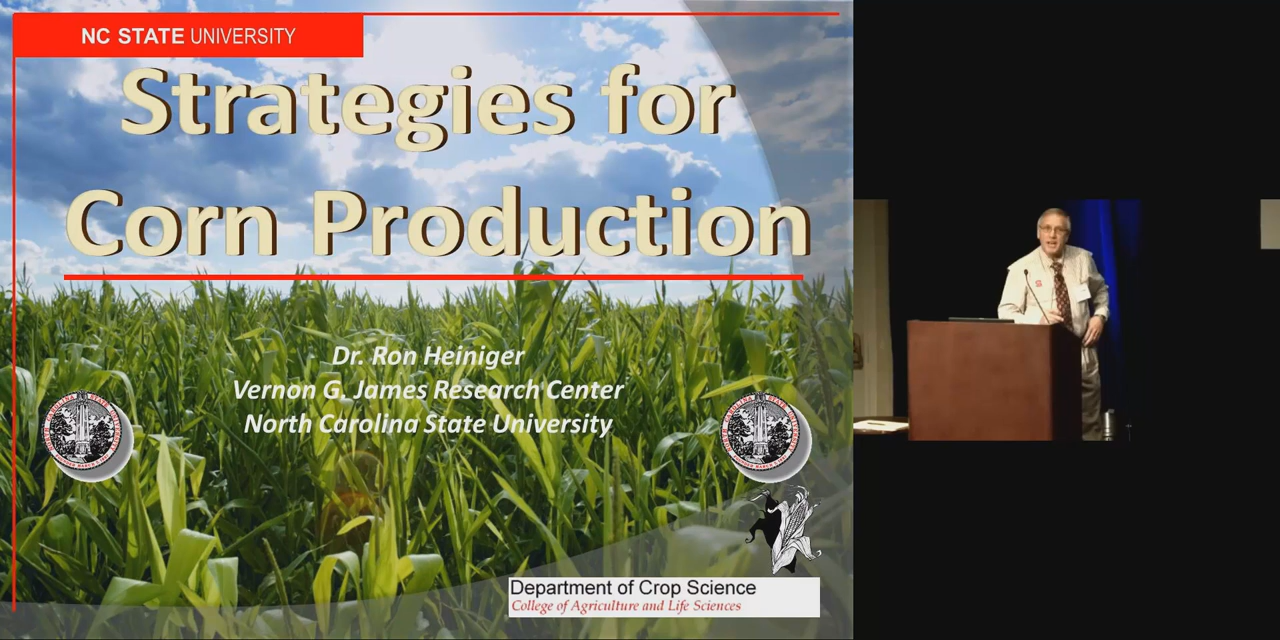 NC STATE UNIVERSITY
Strategies for
Corn Production
Dr. Ron Heiniger
Vernon G. James Research Center
North Carolina State University
Department of Crop Science
College of Agriculture and Life Sciences